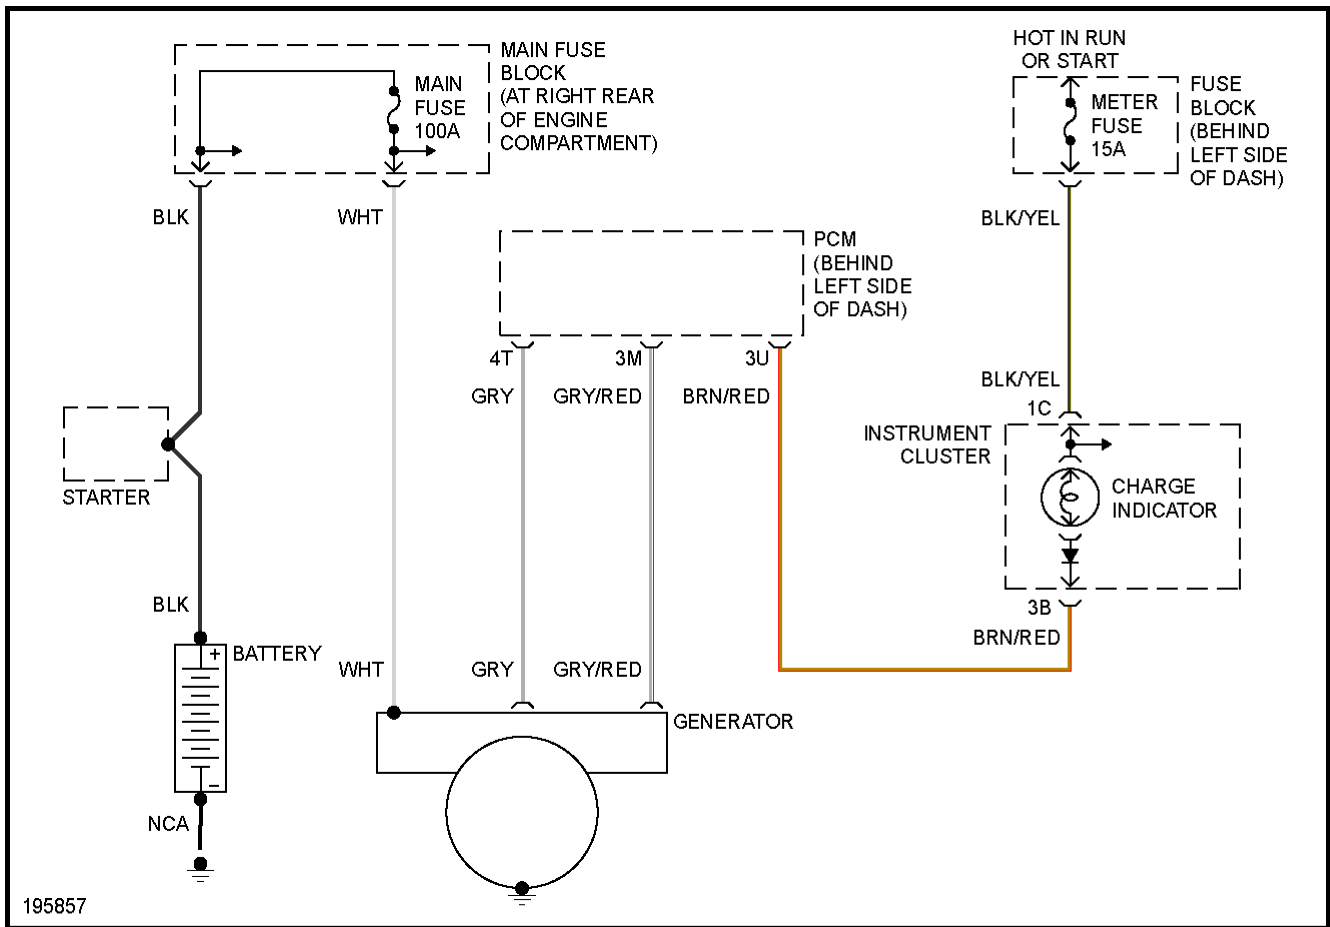 MAIN FUSE
BLOCK
(AT RIGHT REAR
OF ENGINE
COMPARTMENT)
MAIN
FUSE
100A
HOT IN RUN
OR START
METER
FUSE
15A
FUSE
BLOCK
(BEHIND
LEFT SIDE
OF DASH)
BLK
WHT
BLK/YEL
PCM
(BEHIND
LEFT SIDE
OF DASH)
4T
3M
3U
GRY
GRY/RED
BRN/RED
BLK/YEL
1C
INSTRUMENT
CLUSTER
CHARGE
INDICATOR
STARTER
3B
BRN/RED
BLK
+
BATTERY
WHT
GRY
GRY/RED
GENERATOR
–
NCA
195857